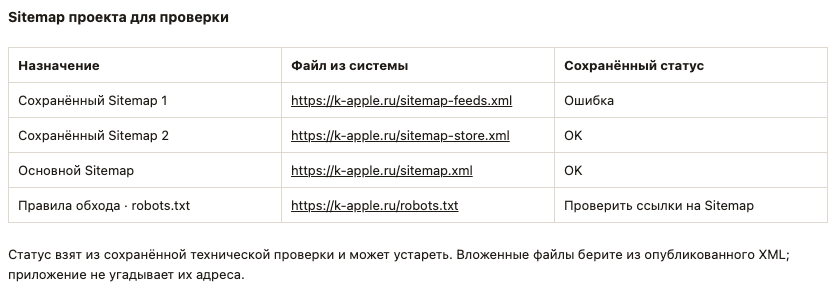 Sitemap проекта для проверки
Назначение Файл из системы Сохранённый статус
Сохранённый Sitemap 1 https://k-apple.ru/sitemap-feeds.xml Ошибка
Сохранённый Sitemap 2 https://k-apple.ru/sitemap-store.xml OK
Основной Sitemap https://k-apple.ru/sitemap.xml OK
Правила обхода · robots.txt https://k-apple.ru/robots.txt Проверить ссылки на Sitemap
Статус взят из сохранённой технической проверки и может устареть. Вложенные файлы берите из опубликованного XML;
приложение не угадывает их адреса.